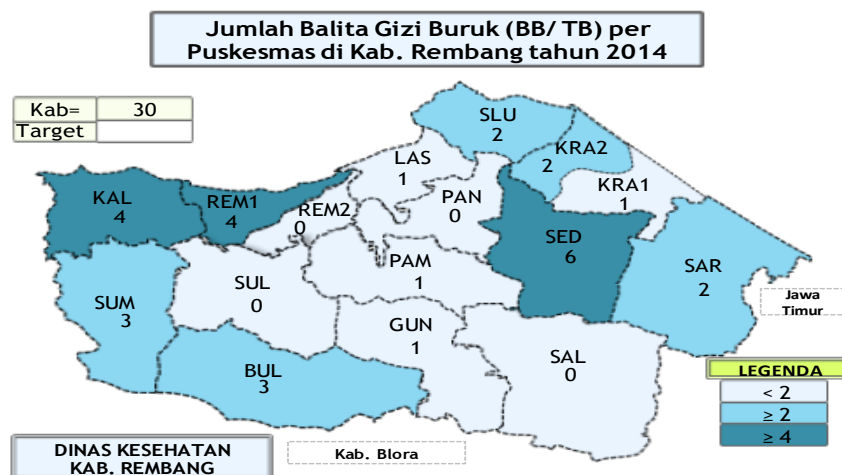 Jumlah Balita Gizi Buruk (BB/ TB) per
Puskesmas di Kab. Rembang tahun 2014
Kab= 30
Target
SLU
2
KRA2
2
LAS
1
KRA1
1
PAN
0
KAL
4
REM1
4
REM2
0
SED
6
PAM
1
SAR
2
SUL
0
SUM
3
Jawa
Timur
GUN
1
SAL
0
BUL
3
LEGENDA
< 2
≥ 2
≥ 4
DINAS KESEHATAN
KAB. REMBANG
Kab. Blora